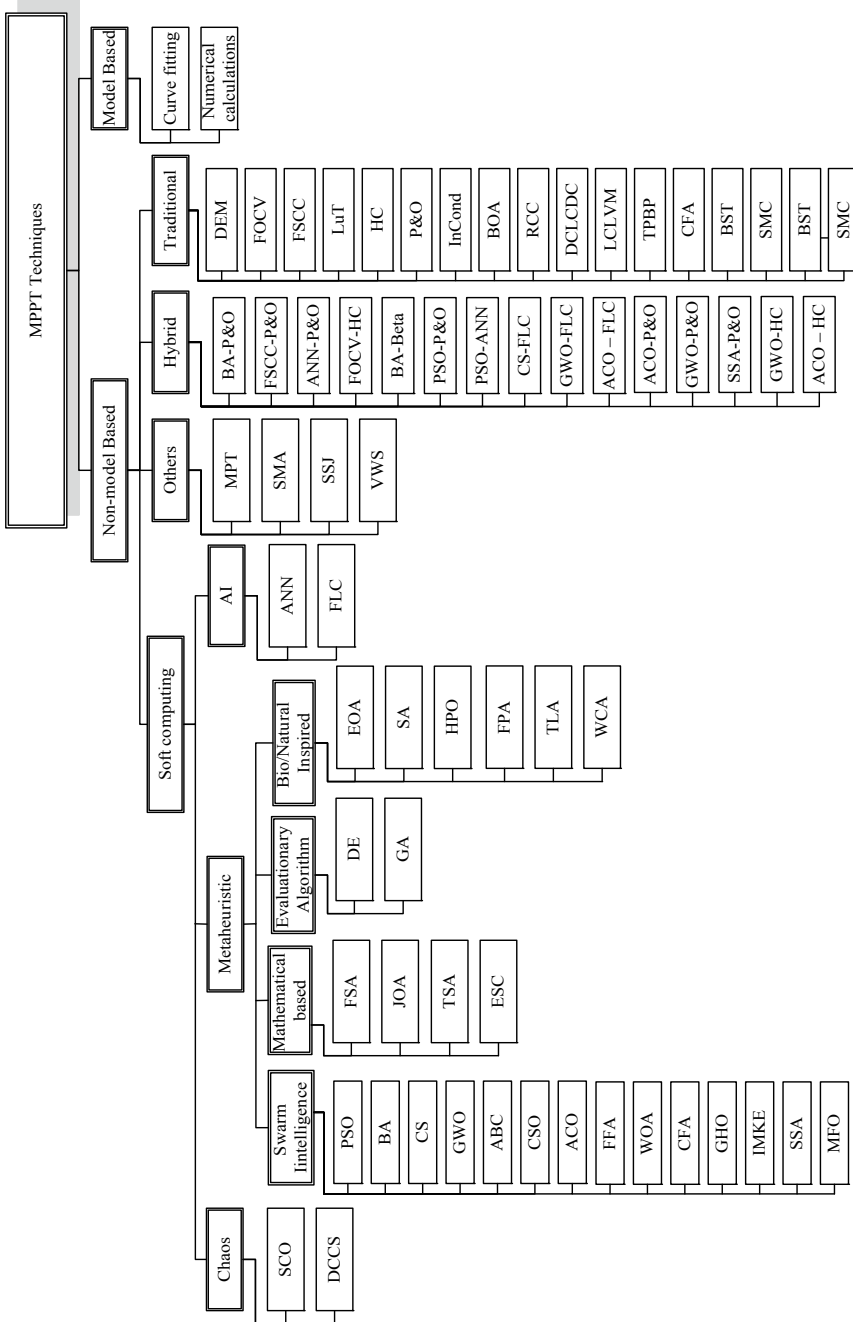 MPPT Techniques
Non-model Based
Model Based
Soft computing
Others
Hybrid
Traditional
Curve fitting
Numerical
calculations
Chaos
Metaheuristic
AI
SCO
DCCS
Swarm
Iintelligence
Mathematical
based
Evaluationary
Algorithm
Bio/Natural
Inspired
PSO
BA
CS
GWO
ABC
CSO
ACO
FFA
WOA
CFA
GHO
IMKE
SSA
MFO
FSA
JOA
TSA
ESC
DE
GA
EOA
SA
HPO
FPA
TLA
WCA
ANN
FLC
MPT
SMA
SSJ
VWS
BA-P&O
FSCC-P&O
ANN-P&O
FOCV-HC
BA-Beta
PSO-P&O
PSO-ANN
CS-FLC
GWO-FLC
ACO – FLC
ACO-P&O
GWO-P&O
SSA-P&O
GWO-HC
ACO – HC
DEM
FOCV
FSCC
LuT
HC
P&O
InCond
BOA
RCC
DCLCDC
LCLVM
TPBP
CFA
BST
SMC
BST
SMC